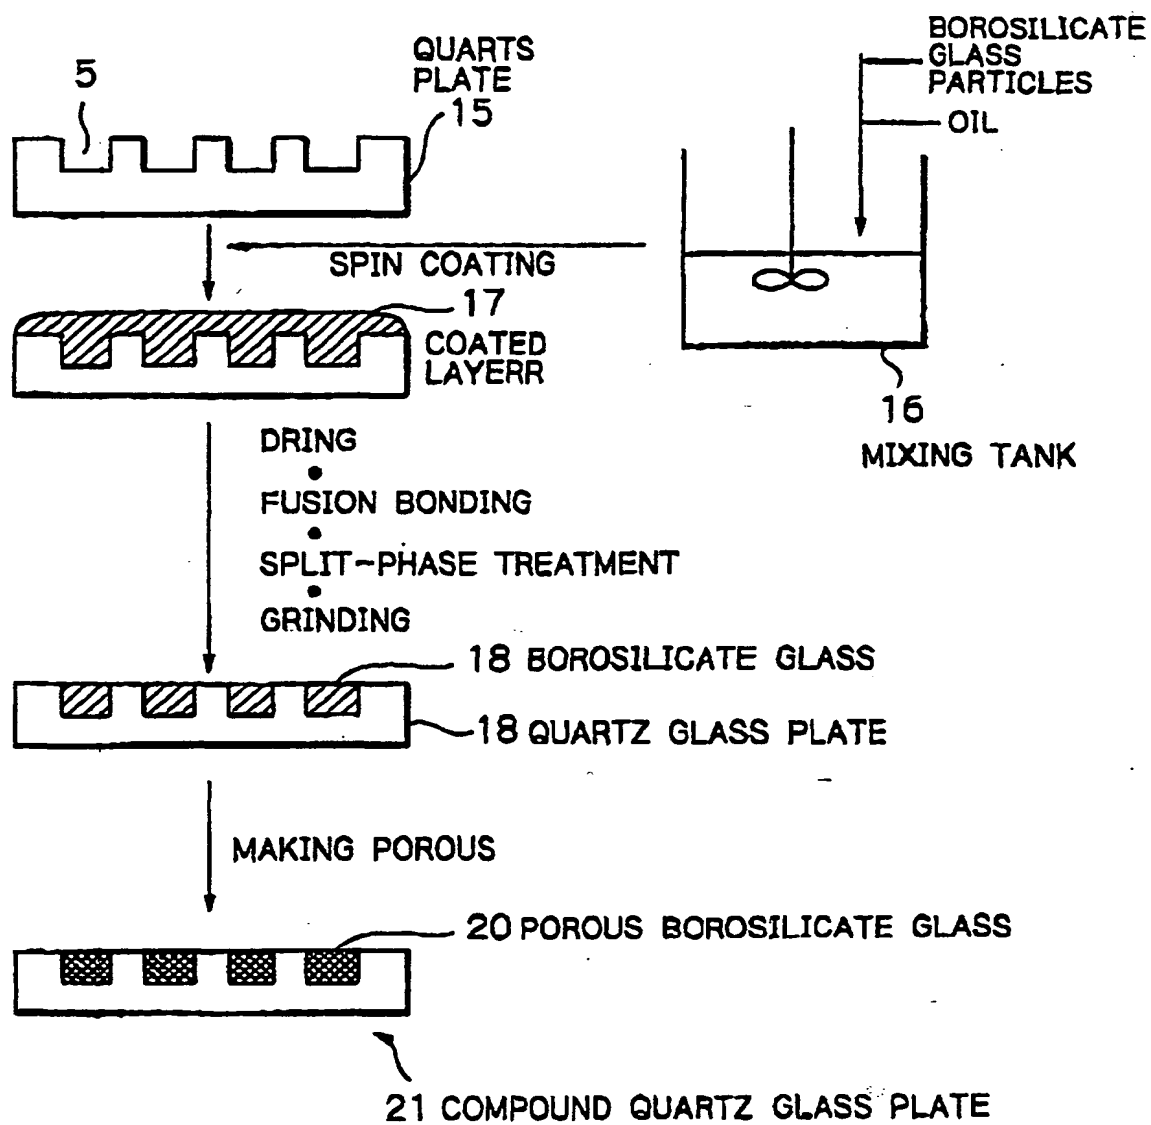 5
QUARTS
PLATE
15
BOROSILICATE
GLASS
PARTICLES
OIL
SPIN COATING
17
COATED
LAYERR
16
MIXING TANK
DRING
FUSION BONDING
SPLIT-PHASE TREATMENT
GRINDING
18 BOROSILICATE GLASS
18 QUARTZ GLASS PLATE
MAKING POROUS
20 POROUS BOROSILICATE GLASS
21 COMPOUND QUARTZ GLASS PLATE